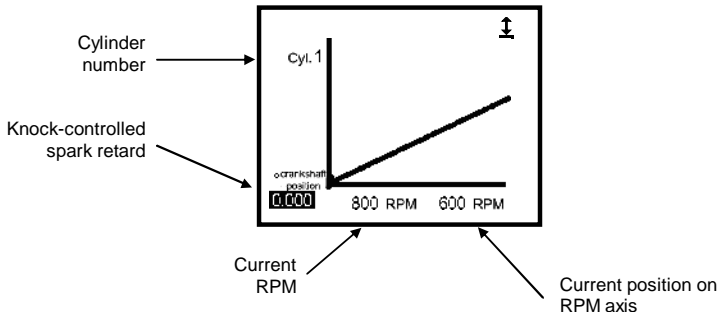 Cylinder
number
Cyl. 1
Knock-controlled
spark retard
°crankshaft
position
0.000
800 RPM 600 RPM
Current
RPM
Current position on
RPM axis